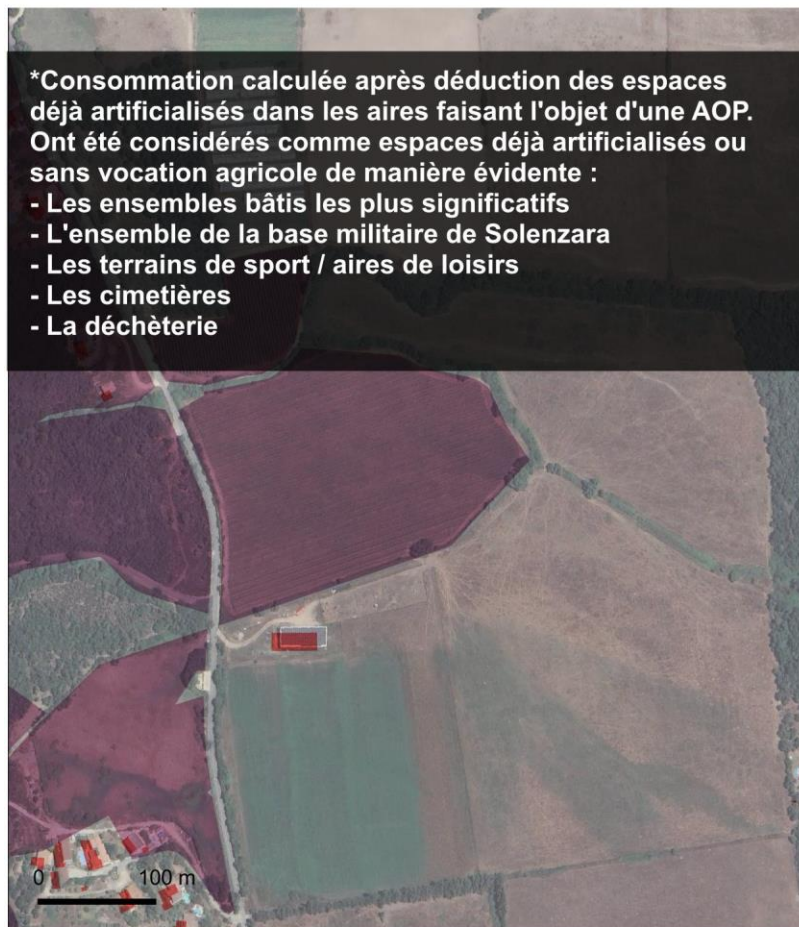 *Consommation calculée après déduction des espaces
déjà artificialisés dans les aires faisant l'objet d'une AOP.
Ont été considérés comme espaces déjà artificialisés ou
sans vocation agricole de manière évidente :
- Les ensembles bâtis les plus significatifs
- L'ensemble de la base militaire de Solenzara
- Les terrains de sport / aires de loisirs
- Les cimetières
- La déchèterie
0 100 m